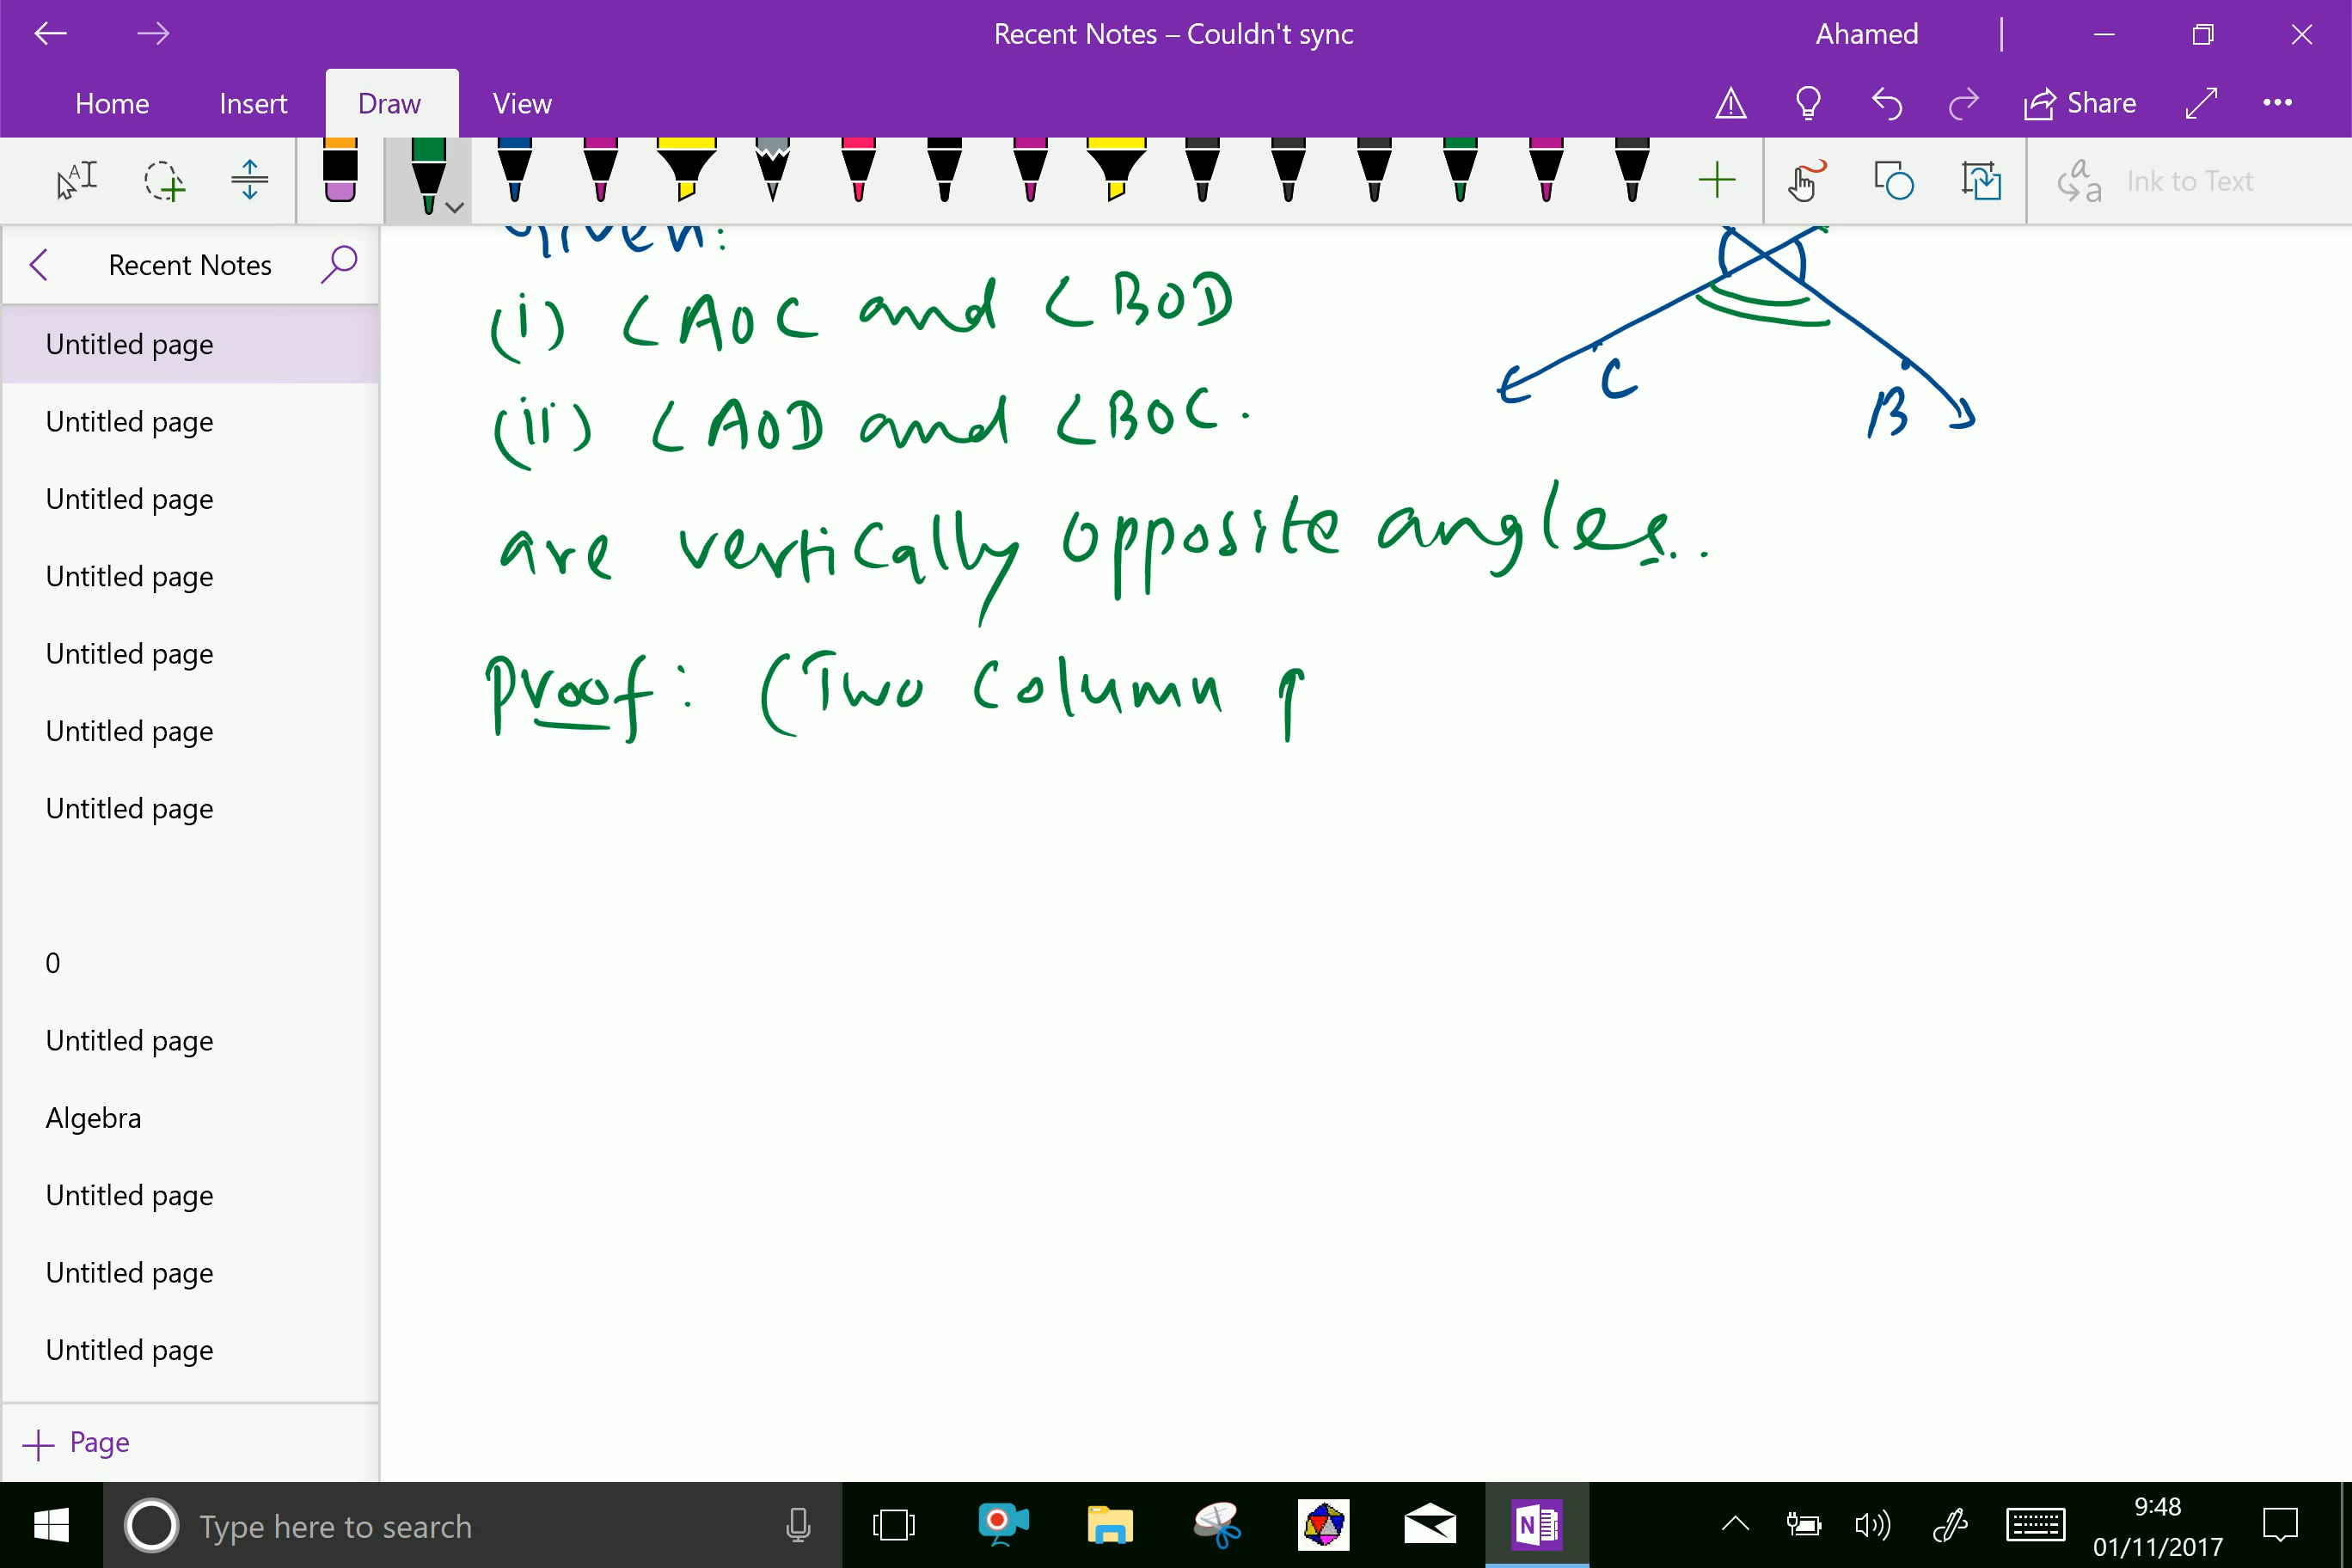 Recent Notes – Couldn't sync
Ahamed
Home Insert Draw View
Share
Ink to Text
Recent Notes
Untitled page
Untitled page
Untitled page
Untitled page
Untitled page
Untitled page
Untitled page
0
Untitled page
Algebra
Untitled page
Untitled page
Untitled page
Page
Given:
(i) ∠AOC and ∠BOD
(ii) ∠AOD and ∠BOC.
are vertically opposite angles..
Proof: (Two Column p
C
B
Type here to search
N
9:48
01/11/2017